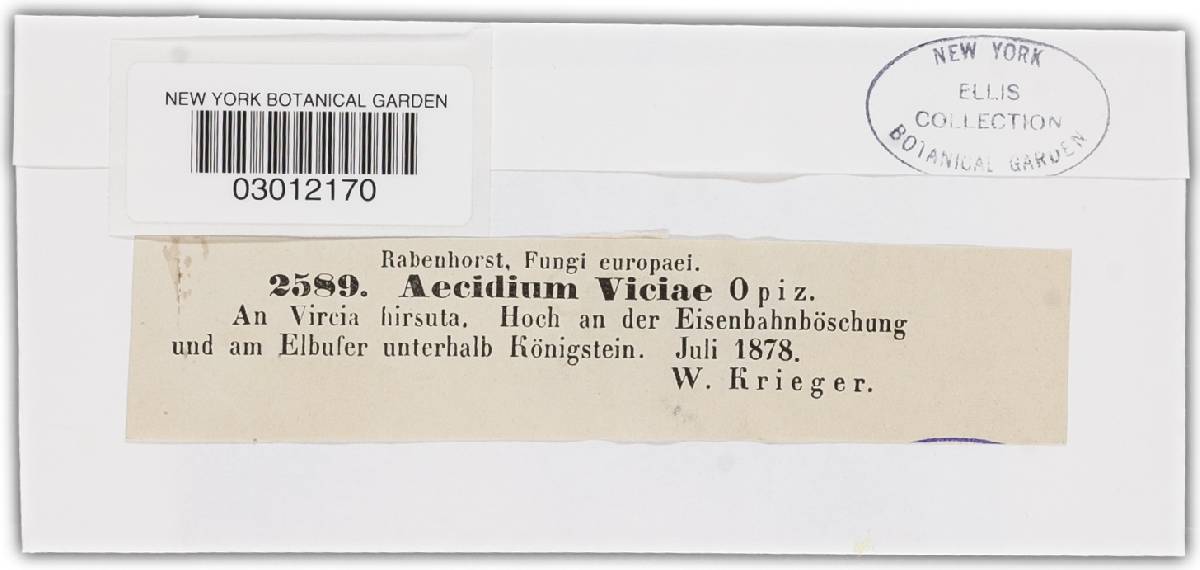 NEW YORK BOTANICAL GARDEN
03012170
NEW YORK
ELLIS
COLLECTION
BOTANICAL GARDEN
Rabenhorst, Fungi europaei.
2589. Aecidium Viciae Opiz.
An Vircia hirsuta. Hoch an der Eisenbahnböschung
und am Elbufer unterhalb Königstein. Juli 1878.
W. Krieger.